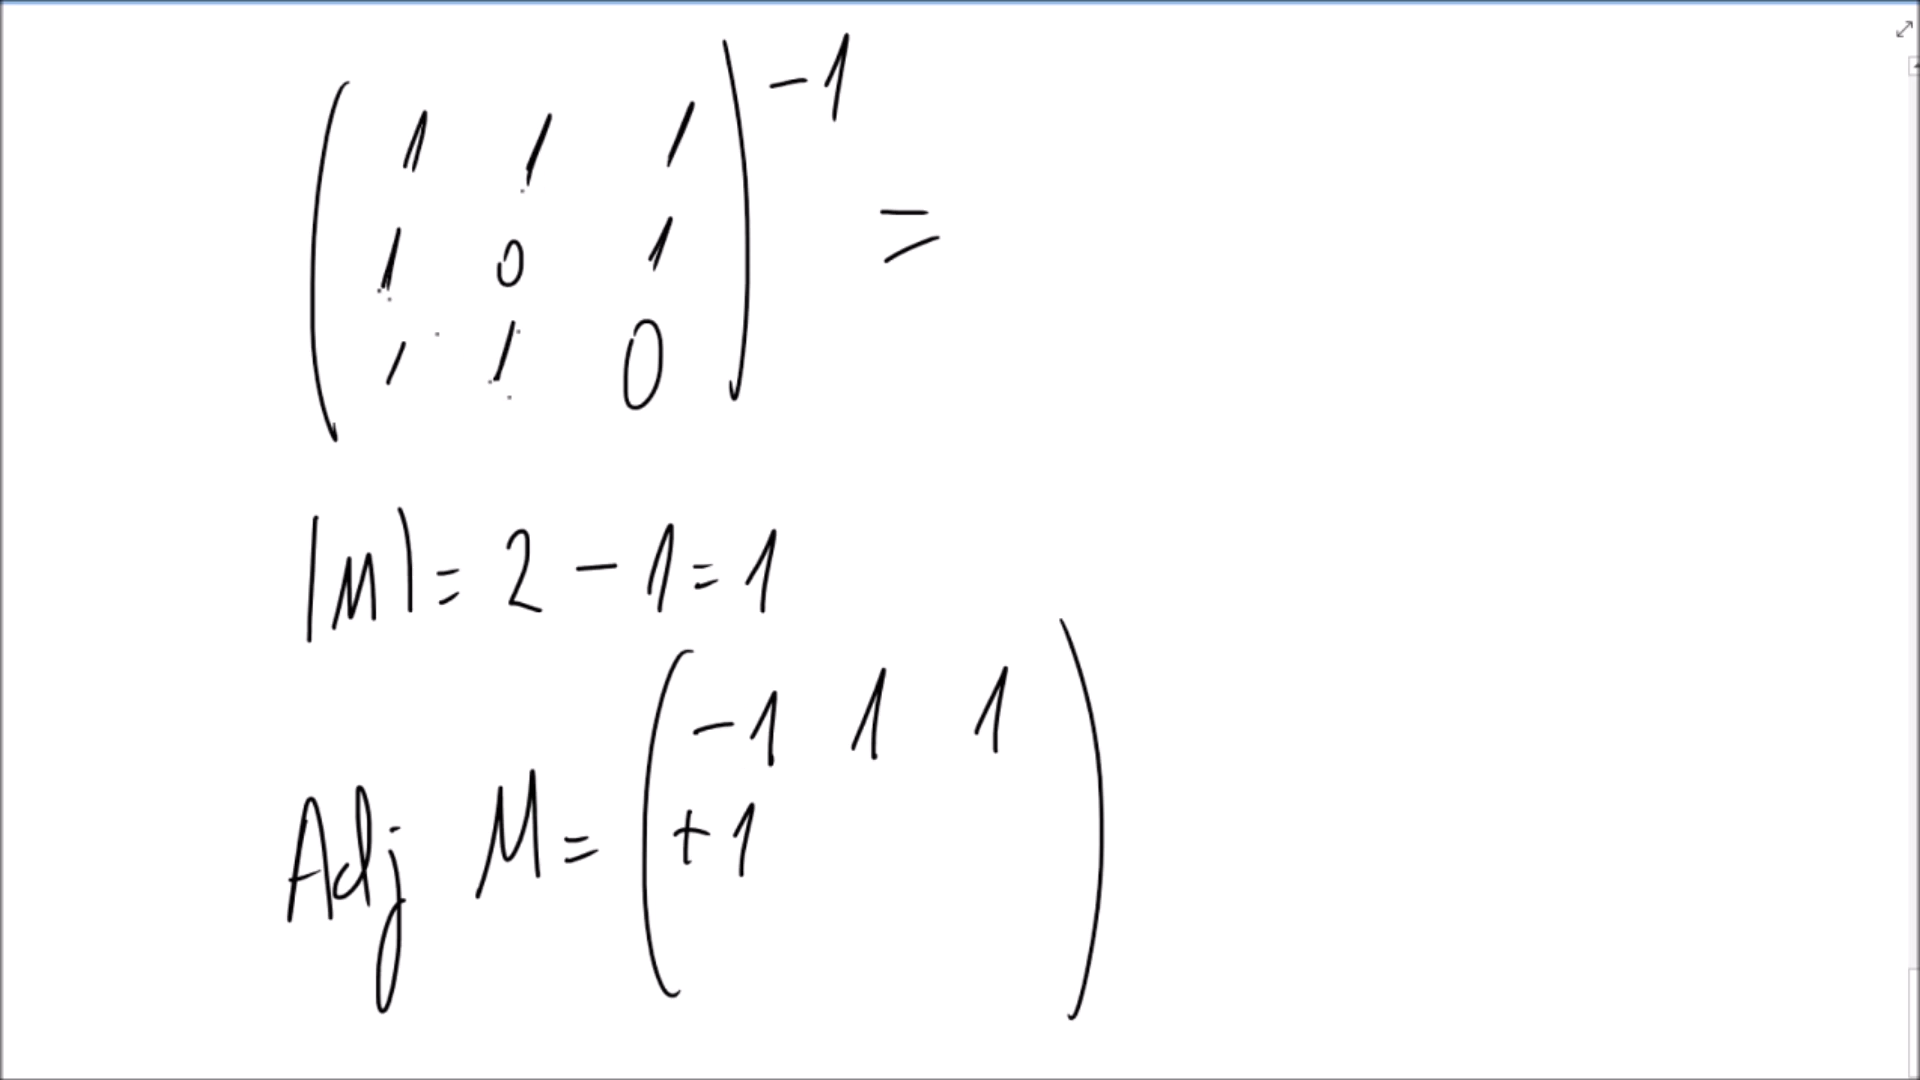 ( 1 1 1
1 0 1
1 1 0 )⁻¹ =
|M| = 2 - 1 = 1
Adj M = ( -1 1 1
+1 )